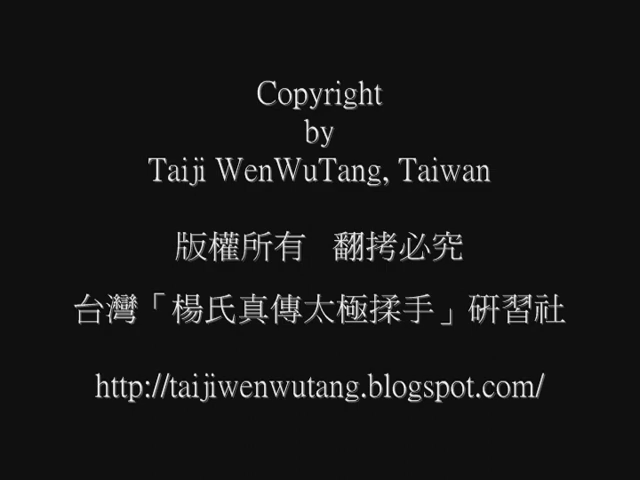 Copyright
by
Taiji WenWuTang, Taiwan
版權所有 翻拷必究
台灣「楊氏真傳太極揉手」研習社
http://taijiwenwutang.blogspot.com/